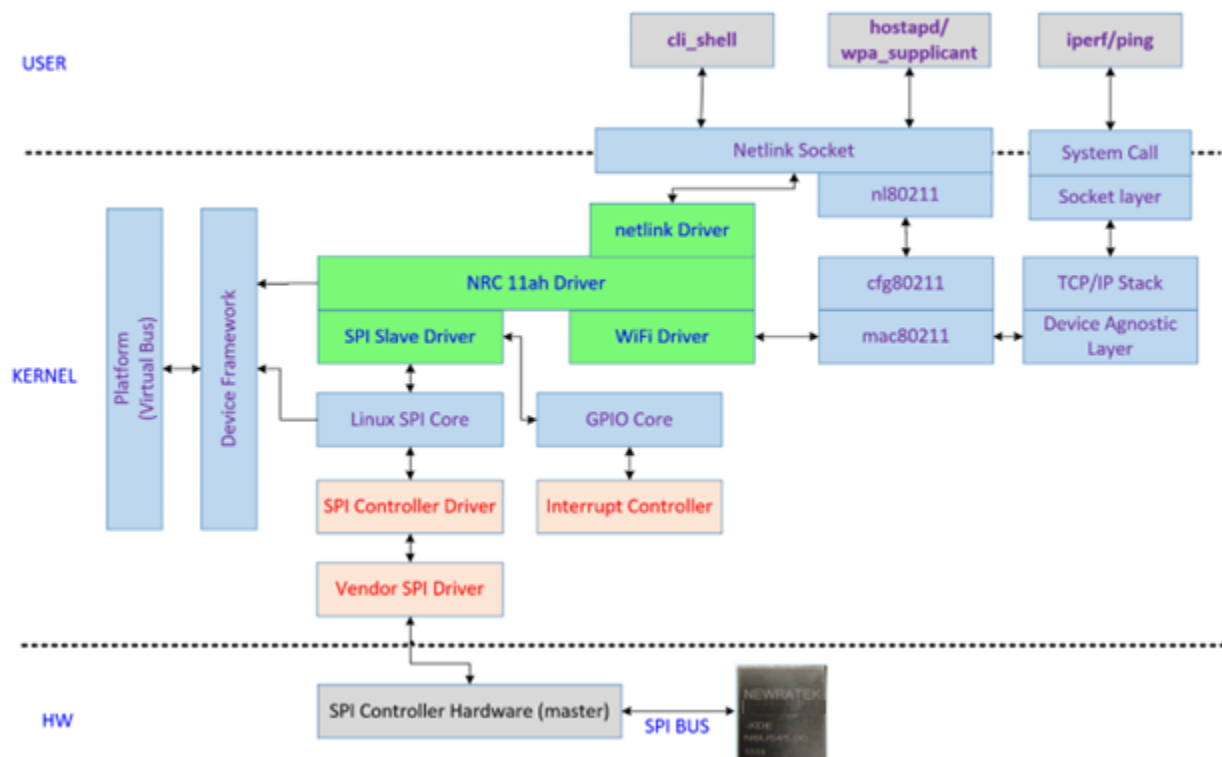 cli_shell
hostapd/
wpa_supplicant
iperf/ping
USER
Netlink Socket
System Call
nl80211
Socket layer
netlink Driver
NRC 11ah Driver
cfg80211
TCP/IP Stack
SPI Slave Driver
WiFi Driver
mac80211
Device Agnostic
Layer
KERNEL
Platform
(Virtual Bus)
Device Framework
Linux SPI Core
GPIO Core
SPI Controller Driver
Interrupt Controller
Vendor SPI Driver
HW
SPI Controller Hardware (master)
SPI BUS
NEWRATEK